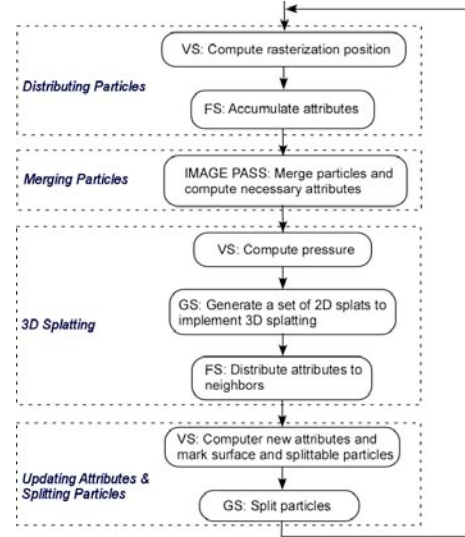 VS: Compute rasterization position
Distributing Particles
FS: Accumulate attributes
IMAGE PASS: Merge particles and
compute necessary attributes
Merging Particles
VS: Compute pressure
GS: Generate a set of 2D splats to
implement 3D splatting
3D Splatting
FS: Distribute attributes to
neighbors
VS: Computer new attributes and
mark surface and splittable particles
Updating Attributes &
Splitting Particles
GS: Split particles